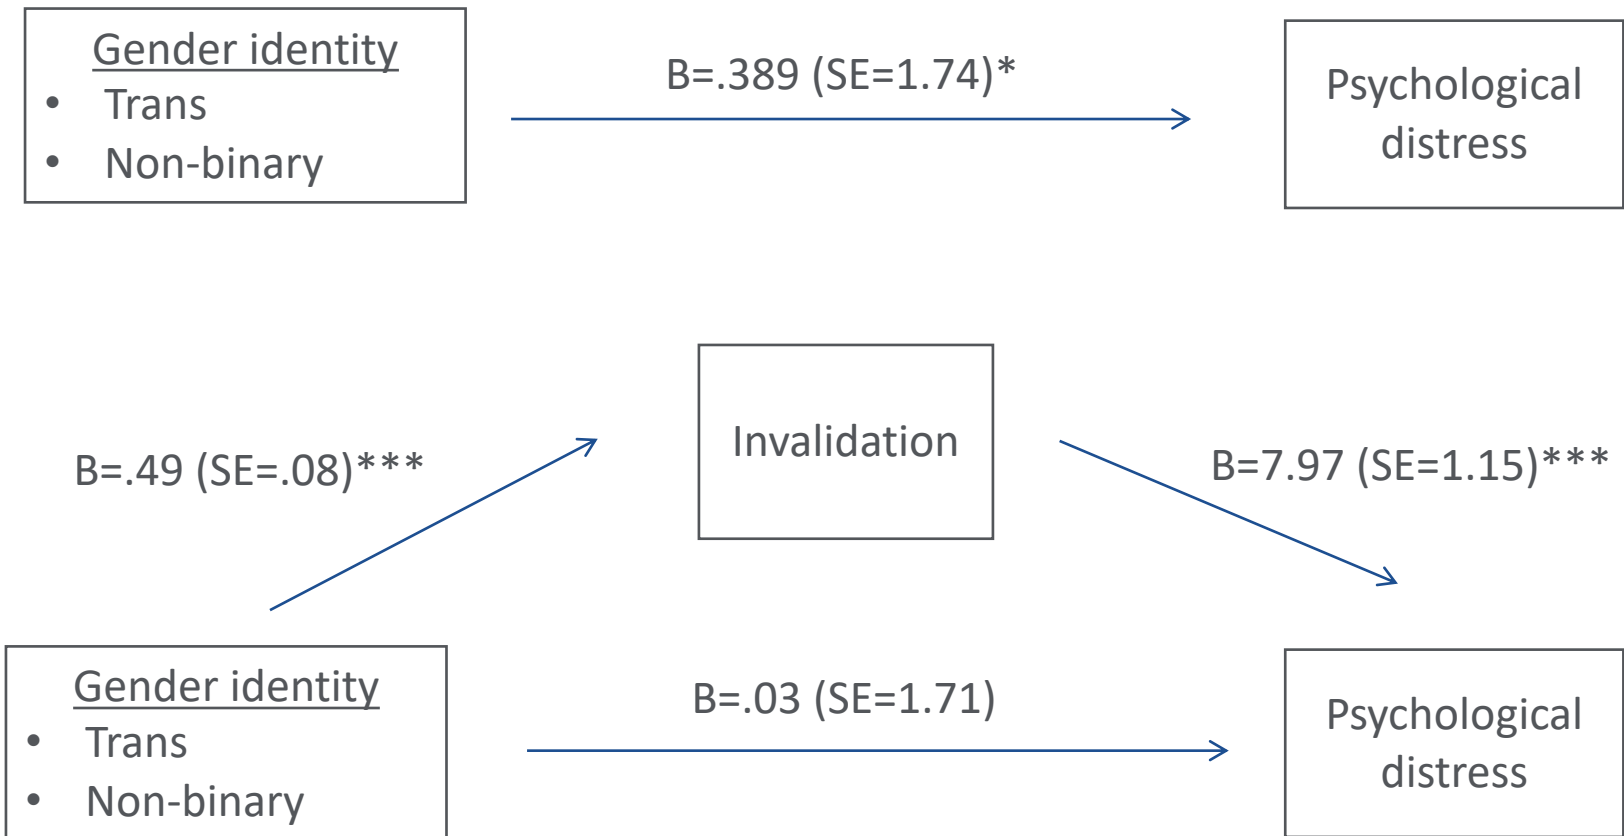 Gender identity
• Trans
• Non-binary
B=.389 (SE=1.74)*
Psychological
distress
Invalidation
B=.49 (SE=.08)***
B=7.97 (SE=1.15)***
Gender identity
• Trans
• Non-binary
B=.03 (SE=1.71)
Psychological
distress